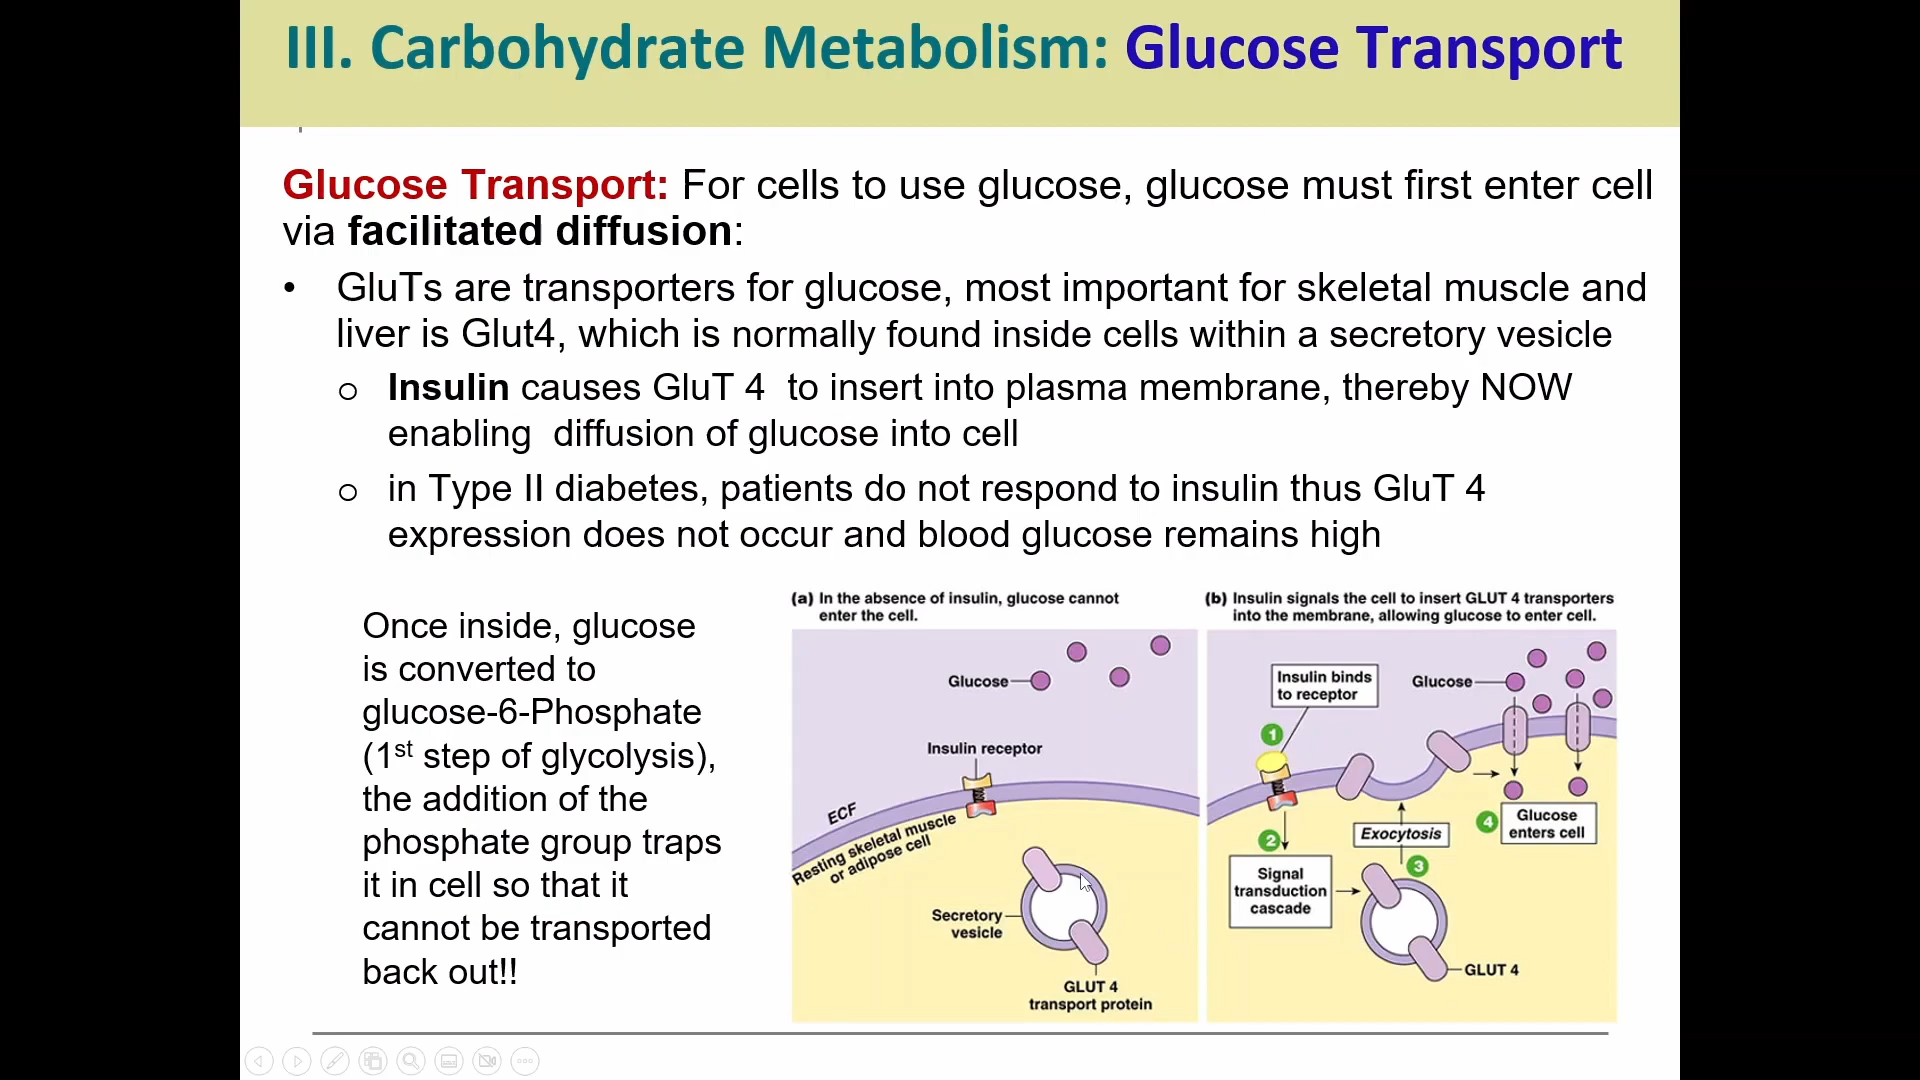 III. Carbohydrate Metabolism: Glucose Transport
Glucose Transport: For cells to use glucose, glucose must first enter cell
via facilitated diffusion:
• GluTs are transporters for glucose, most important for skeletal muscle and
liver is Glut4, which is normally found inside cells within a secretory vesicle
o Insulin causes GluT 4 to insert into plasma membrane, thereby NOW
enabling diffusion of glucose into cell
o in Type II diabetes, patients do not respond to insulin thus GluT 4
expression does not occur and blood glucose remains high
Once inside, glucose
is converted to
glucose-6-Phosphate
(1st step of glycolysis),
the addition of the
phosphate group traps
it in cell so that it
cannot be transported
back out!!
(a) In the absence of insulin, glucose cannot
enter the cell.
Glucose
Insulin receptor
ECF
Resting skeletal muscle
or adipose cell
Secretory
vesicle
GLUT 4
transport protein
(b) Insulin signals the cell to insert GLUT 4 transporters
into the membrane, allowing glucose to enter cell.
Insulin binds
to receptor
Glucose
1
2
Signal
transduction
cascade
Exocytosis
3
4
Glucose
enters cell
GLUT 4